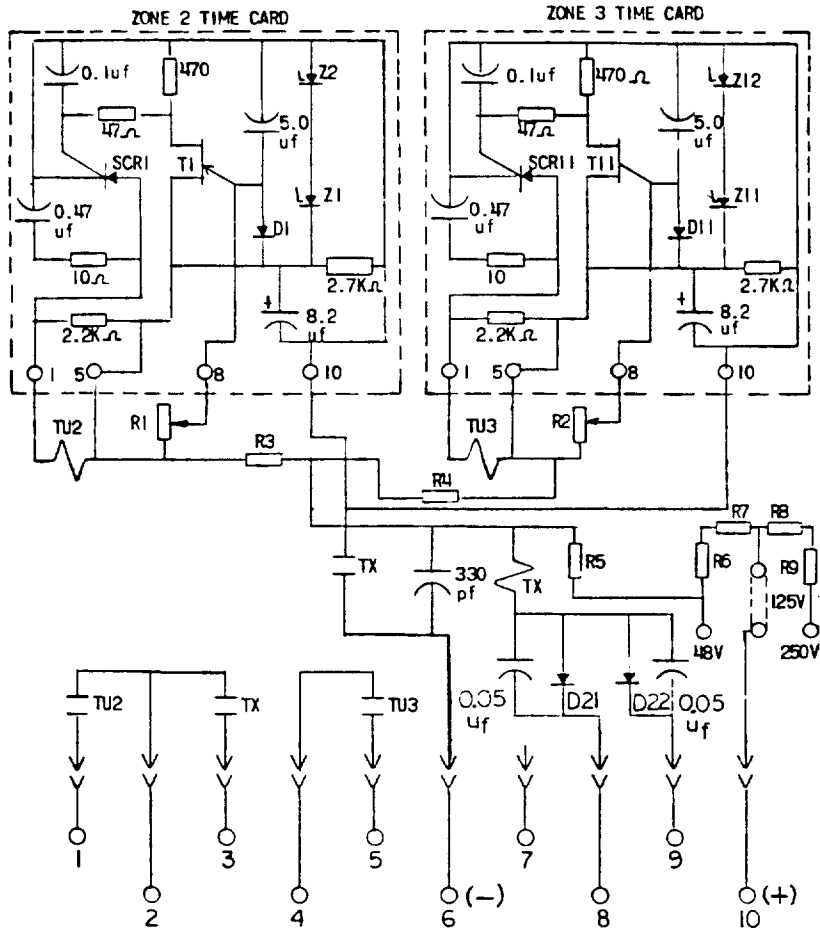 ZONE 2 TIME CARD
ZONE 3 TIME CARD
0.1uf
470
Z2
47Ω
5.0
uf
SCR1
T1
0.47
uf
Z1
D1
10Ω
2.7KΩ
2.2KΩ
+
8.2
uf
1
5
8
10
0.1uf
470Ω
Z12
47Ω
5.0
uf
SCR11
T11
0.47
uf
Z11
D11
10
2.7KΩ
2.2KΩ
+
8.2
uf
1
5
8
10
TU2
R1
R3
TU3
R2
R4
R7
R8
TX
330
pf
TX
R5
R6
R9
125V
48V
250V
TU2
TX
TU3
0.05
uf
D21
D22
0.05
uf
1
3
5
7
9
2
4
6 (-)
8
10 (+)